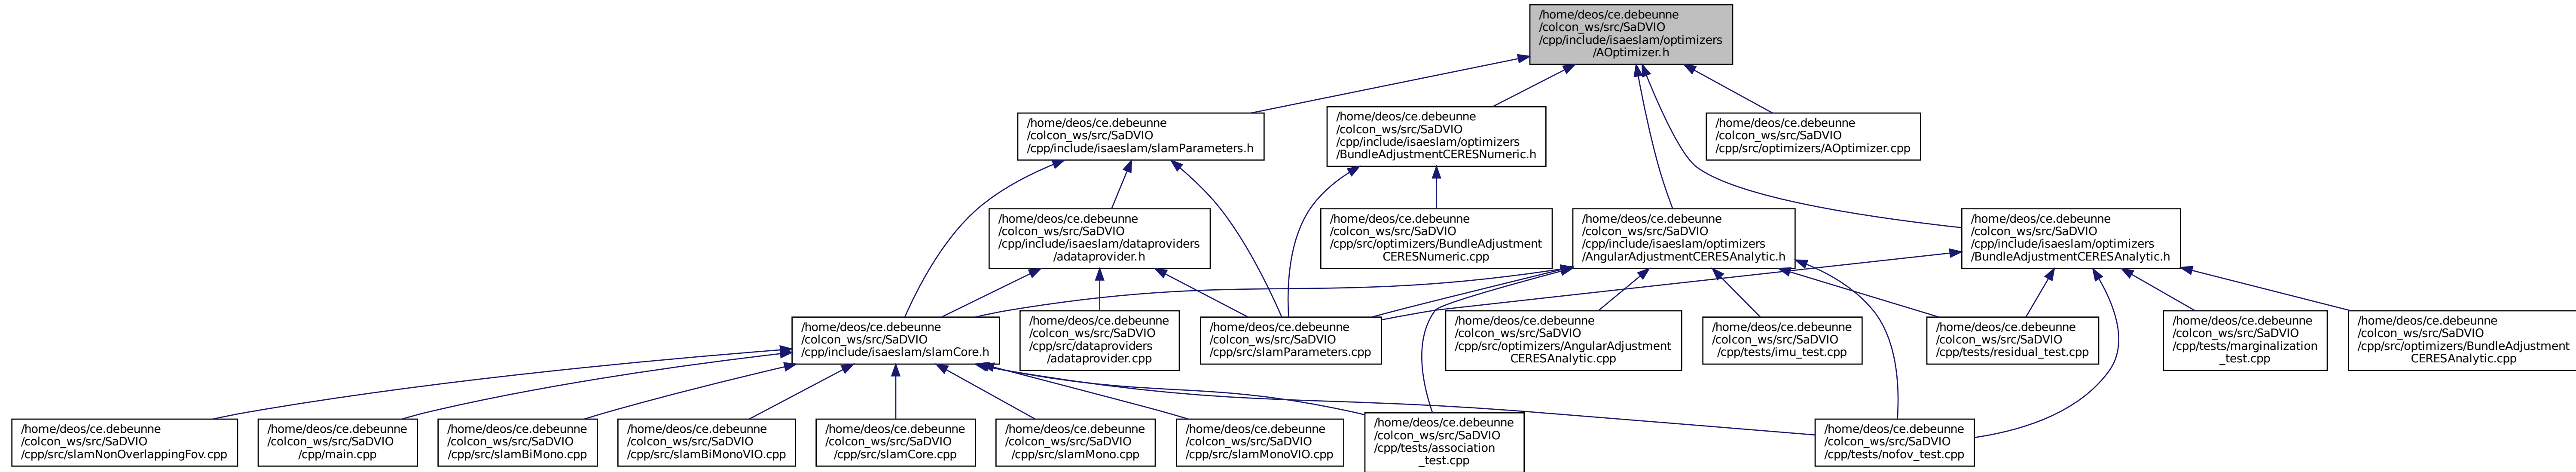 /home/deos/ce.debeunne
/colcon_ws/src/SaDVIO
/cpp/include/isaeslam/optimizers
/AOptimizer.h
/home/deos/ce.debeunne
/colcon_ws/src/SaDVIO
/cpp/include/isaeslam/slamParameters.h
/home/deos/ce.debeunne
/colcon_ws/src/SaDVIO
/cpp/include/isaeslam/optimizers
/BundleAdjustmentCERESNumeric.h
/home/deos/ce.debeunne
/colcon_ws/src/SaDVIO
/cpp/src/optimizers/AOptimizer.cpp
/home/deos/ce.debeunne
/colcon_ws/src/SaDVIO
/cpp/include/isaeslam/dataproviders
/adataprovider.h
/home/deos/ce.debeunne
/colcon_ws/src/SaDVIO
/cpp/src/optimizers/BundleAdjustment
CERESNumeric.cpp
/home/deos/ce.debeunne
/colcon_ws/src/SaDVIO
/cpp/include/isaeslam/optimizers
/AngularAdjustmentCERESAnalytic.h
/home/deos/ce.debeunne
/colcon_ws/src/SaDVIO
/cpp/include/isaeslam/optimizers
/BundleAdjustmentCERESAnalytic.h
/home/deos/ce.debeunne
/colcon_ws/src/SaDVIO
/cpp/include/isaeslam/slamCore.h
/home/deos/ce.debeunne
/colcon_ws/src/SaDVIO
/cpp/src/dataproviders
/adataprovider.cpp
/home/deos/ce.debeunne
/colcon_ws/src/SaDVIO
/cpp/src/slamParameters.cpp
/home/deos/ce.debeunne
/colcon_ws/src/SaDVIO
/cpp/src/optimizers/AngularAdjustment
CERESAnalytic.cpp
/home/deos/ce.debeunne
/colcon_ws/src/SaDVIO
/cpp/tests/imu_test.cpp
/home/deos/ce.debeunne
/colcon_ws/src/SaDVIO
/cpp/tests/residual_test.cpp
/home/deos/ce.debeunne
/colcon_ws/src/SaDVIO
/cpp/tests/marginalization
_test.cpp
/home/deos/ce.debeunne
/colcon_ws/src/SaDVIO
/cpp/src/optimizers/BundleAdjustment
CERESAnalytic.cpp
/home/deos/ce.debeunne
/colcon_ws/src/SaDVIO
/cpp/src/slamNonOverlappingFov.cpp
/home/deos/ce.debeunne
/colcon_ws/src/SaDVIO
/cpp/main.cpp
/home/deos/ce.debeunne
/colcon_ws/src/SaDVIO
/cpp/src/slamBiMono.cpp
/home/deos/ce.debeunne
/colcon_ws/src/SaDVIO
/cpp/src/slamBiMonoVIO.cpp
/home/deos/ce.debeunne
/colcon_ws/src/SaDVIO
/cpp/src/slamCore.cpp
/home/deos/ce.debeunne
/colcon_ws/src/SaDVIO
/cpp/src/slamMono.cpp
/home/deos/ce.debeunne
/colcon_ws/src/SaDVIO
/cpp/src/slamMonoVIO.cpp
/home/deos/ce.debeunne
/colcon_ws/src/SaDVIO
/cpp/tests/association
_test.cpp
/home/deos/ce.debeunne
/colcon_ws/src/SaDVIO
/cpp/tests/nofov_test.cpp